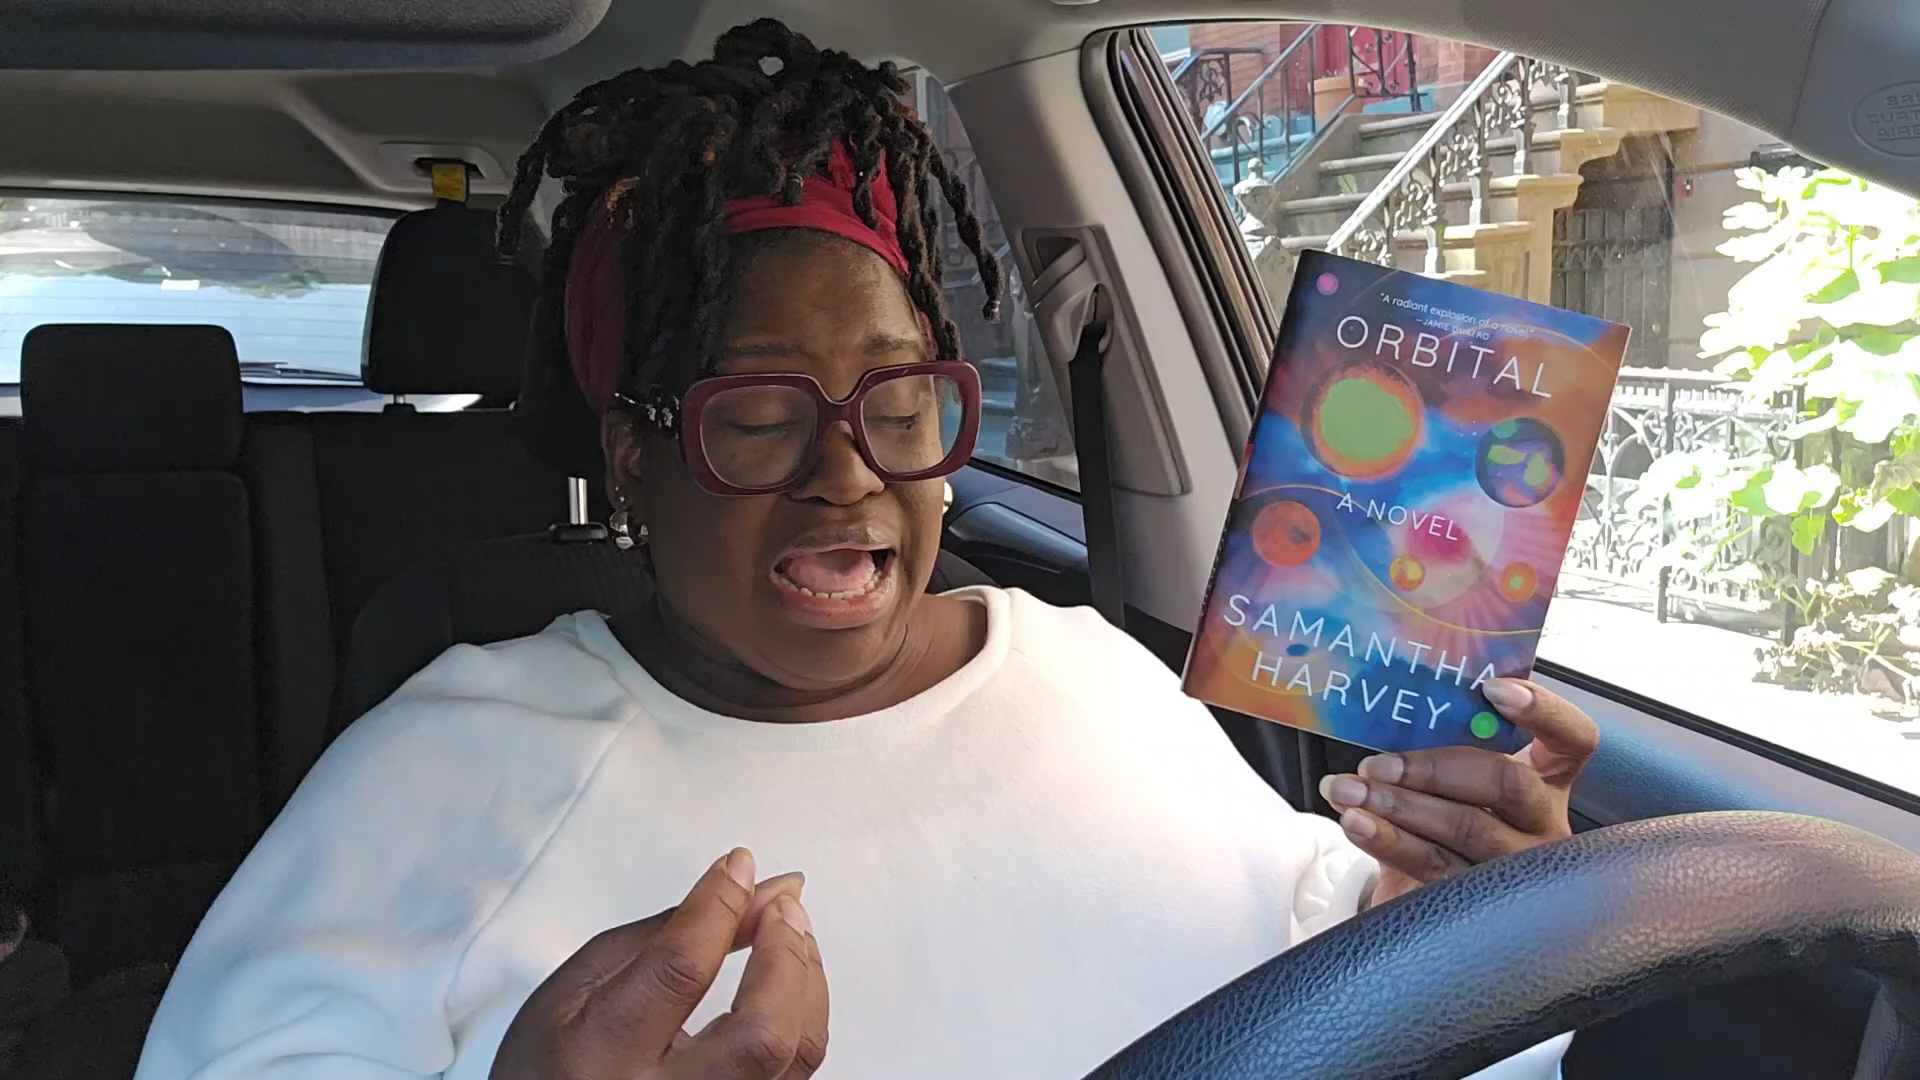 "A radiant explosion of a novel."
—JAMIE QUATRO
ORBITAL
A NOVEL
SAMANTHA
HARVEY